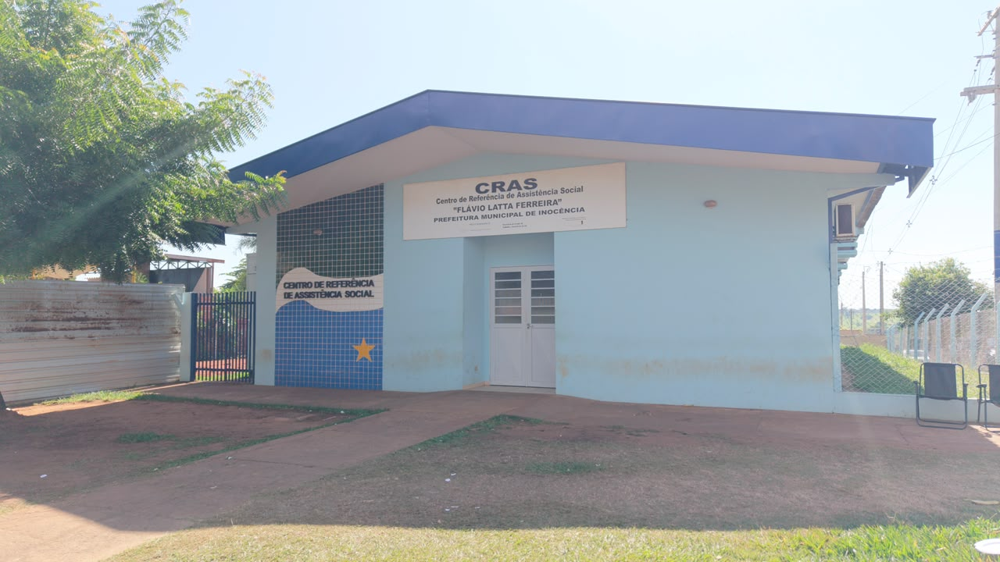 CRAS
Centro de Referência de Assistência Social
"FLÁVIO LATTA FERREIRA"
PREFEITURA MUNICIPAL DE INOCÊNCIA
CENTRO DE REFERÊNCIA
DE ASSISTÊNCIA SOCIAL